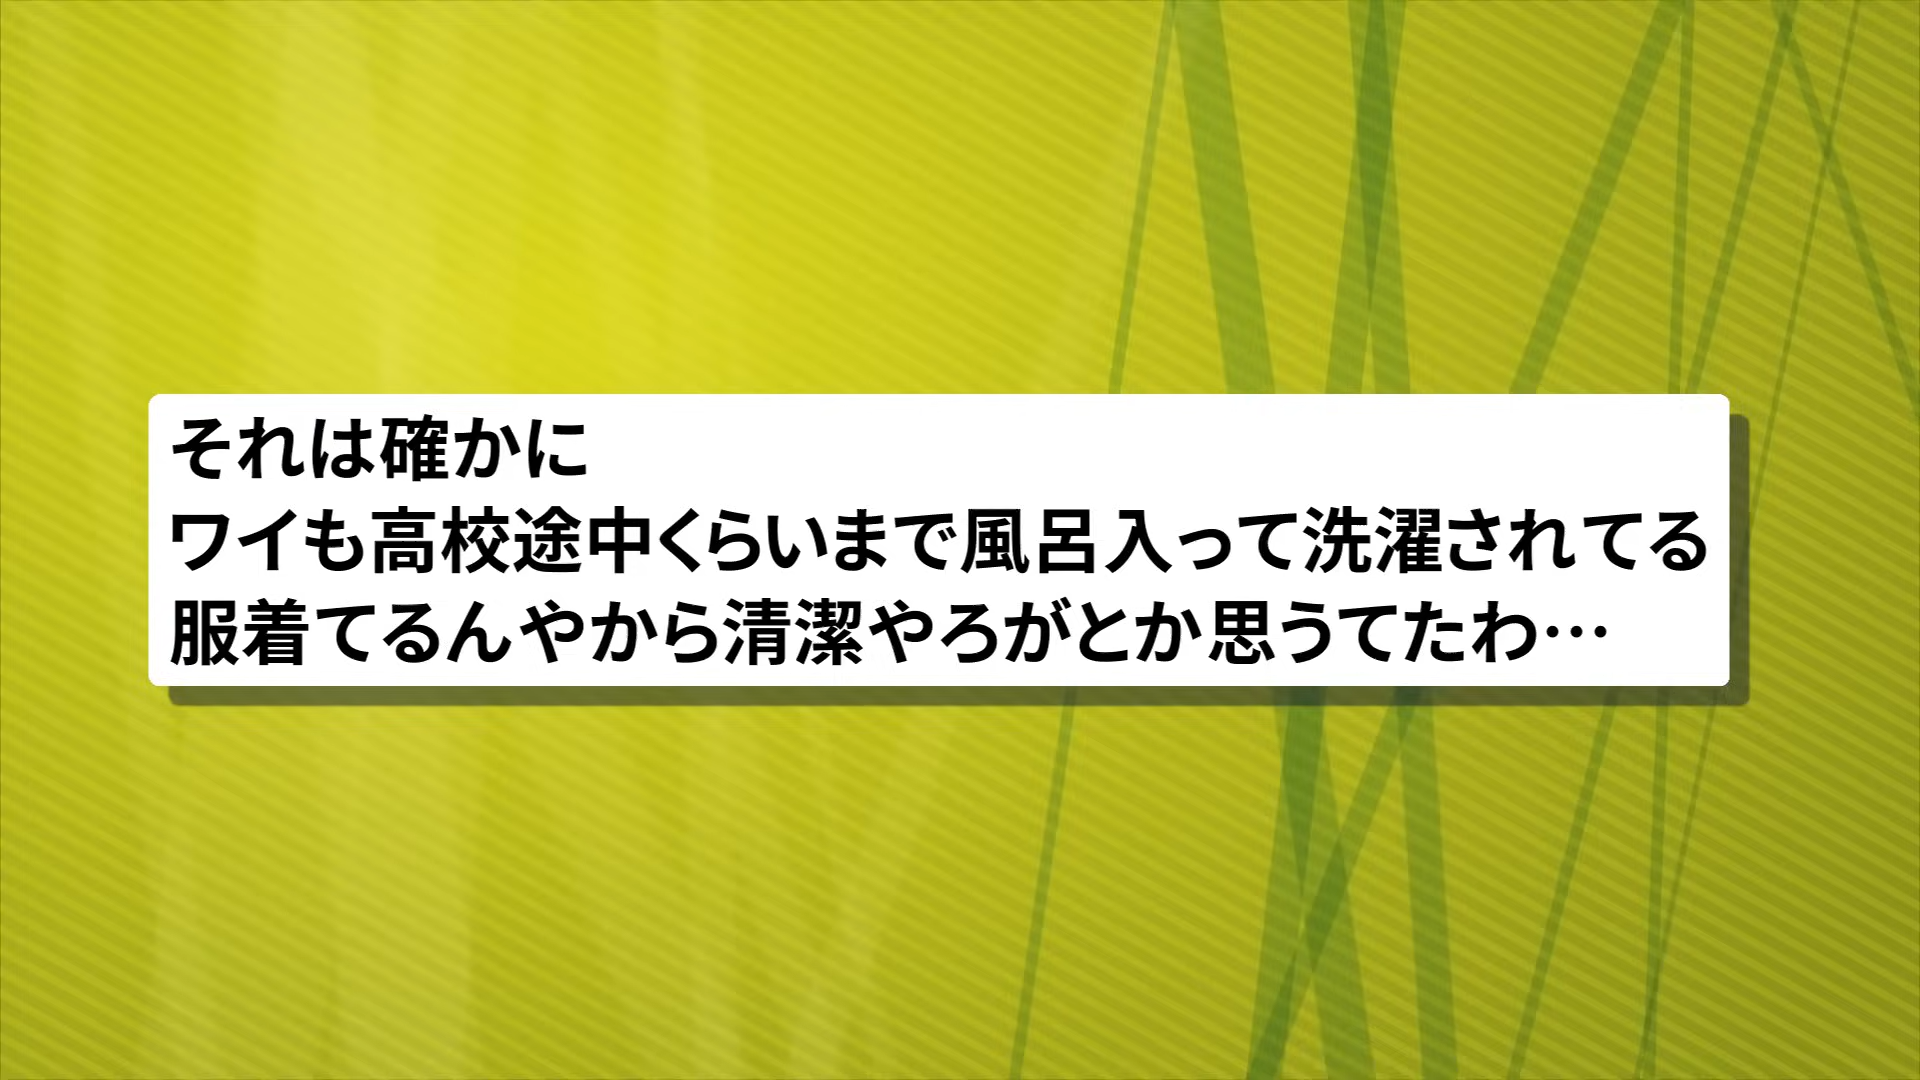 それは確かに
ワイも高校途中くらいまで風呂入って洗濯されてる
服着てるんやから清潔やろがとか思うてたわ…